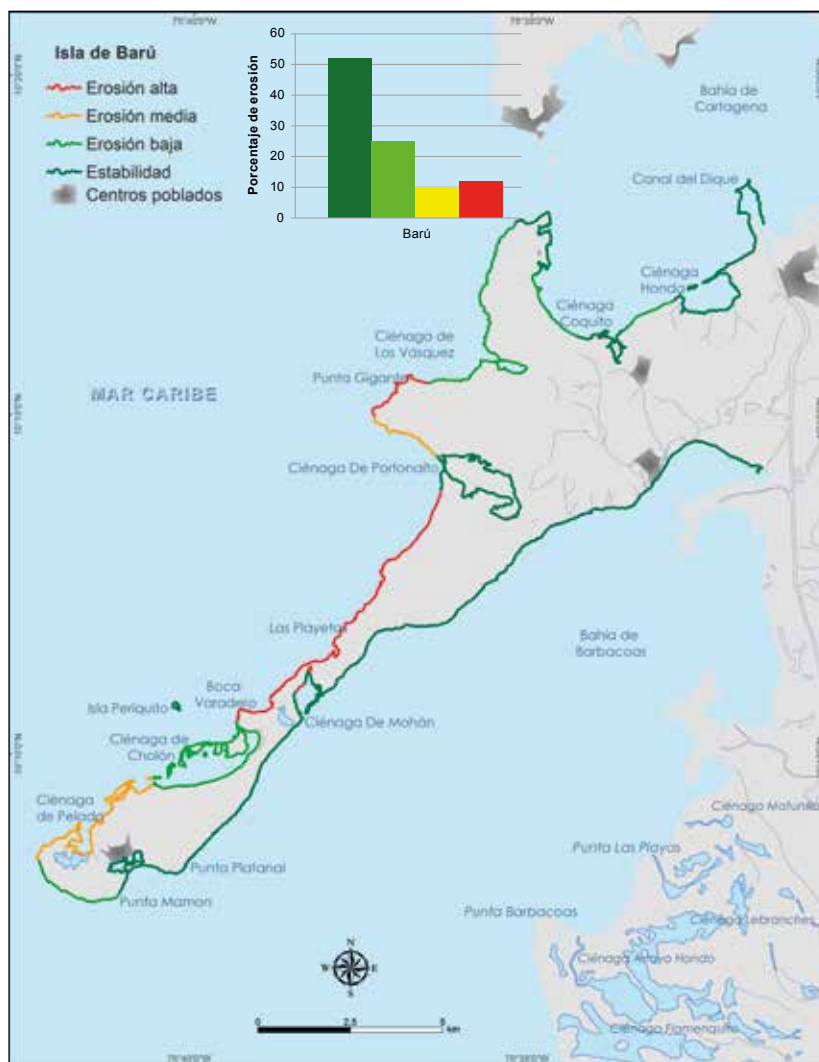 Isla de Barú
Erosión alta
Erosión media
Erosión baja
Estabilidad
Centros poblados
Porcentaje de erosión
60
50
40
30
20
10
0
Barú
Bahía de
Cartagena
Canal del Dique
Ciénaga
Honda
Ciénaga
Coquito
Ciénaga de
Los Vásquez
Punta Gigante
MAR CARIBE
Ciénaga De Portonaito
Las Playetas
Bahía de
Barbacoas
Boca
Varadero
Isla Periquito
Ciénaga De Mohán
Ciénaga de
Cholón
Ciénaga
de Pelado
Ciénaga Matunilla
Punta Las Playas
Punta Platanal
Punta Mamon
Punta Barbacoas
Ciénaga Lebranches
Ciénaga Arroyo Hondo
Ciénaga Flamenquito
N
W
E
S
0
2.5
5
km